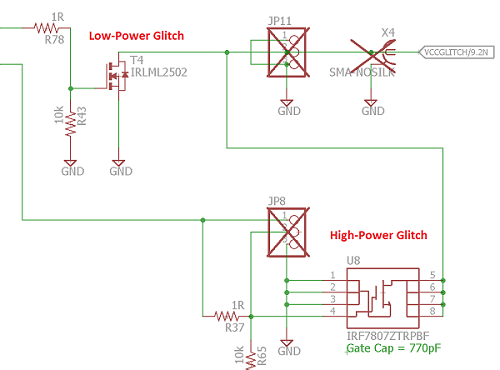 1R
R78
Low-Power Glitch
T4
IRLML2502
10k
R43
GND
GND
JP11
1
2
3
GND
X4
SMA-NOSILK
GND
VCCGLITCH/9.2N
JP8
1
2
3
High-Power Glitch
U8
1
2
3
4
5
6
7
8
1R
R37
10k
R65
GND
IRF7807ZTRPBF
Gate Cap = 770pF